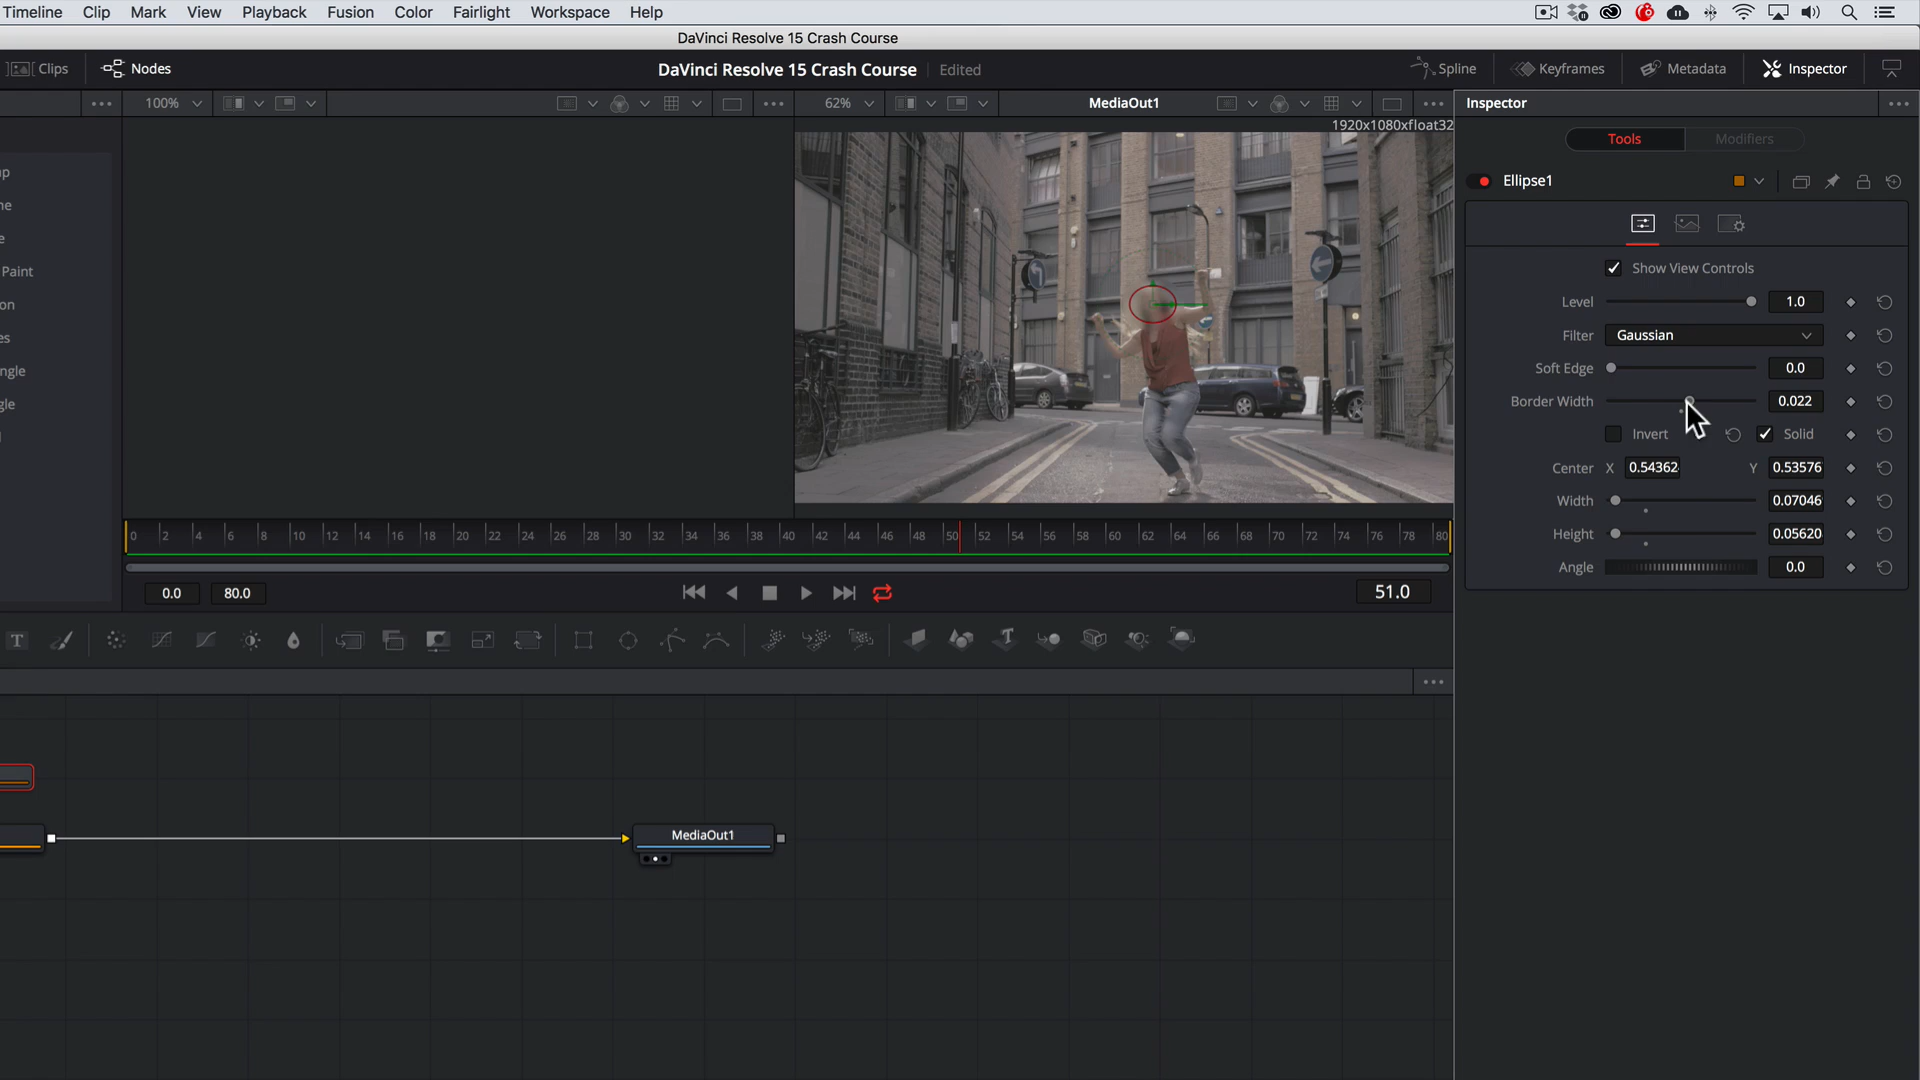 Timeline Clip Mark View Playback Fusion Color Fairlight Workspace Help
DaVinci Resolve 15 Crash Course
Clips Nodes DaVinci Resolve 15 Crash Course Edited Spline Keyframes Metadata Inspector
100% 62% MediaOut1 Inspector
1920x1080xfloat32
Tools Modifiers
Ellipse1
Show View Controls
Level 1.0
Filter Gaussian
Soft Edge 0.0
Border Width 0.022
Invert Solid
Center X 0.54362 Y 0.53576
Width 0.07046
Height 0.05620
Angle 0.0
p
ne
e
Paint
on
es
ngle
gle
0 2 4 6 8 10 12 14 16 18 20 22 24 26 28 30 32 34 36 38 40 42 44 46 48 50 52 54 56 58 60 62 64 66 68 70 72 74 76 78 80
0.0 80.0 51.0
T
MediaOut1